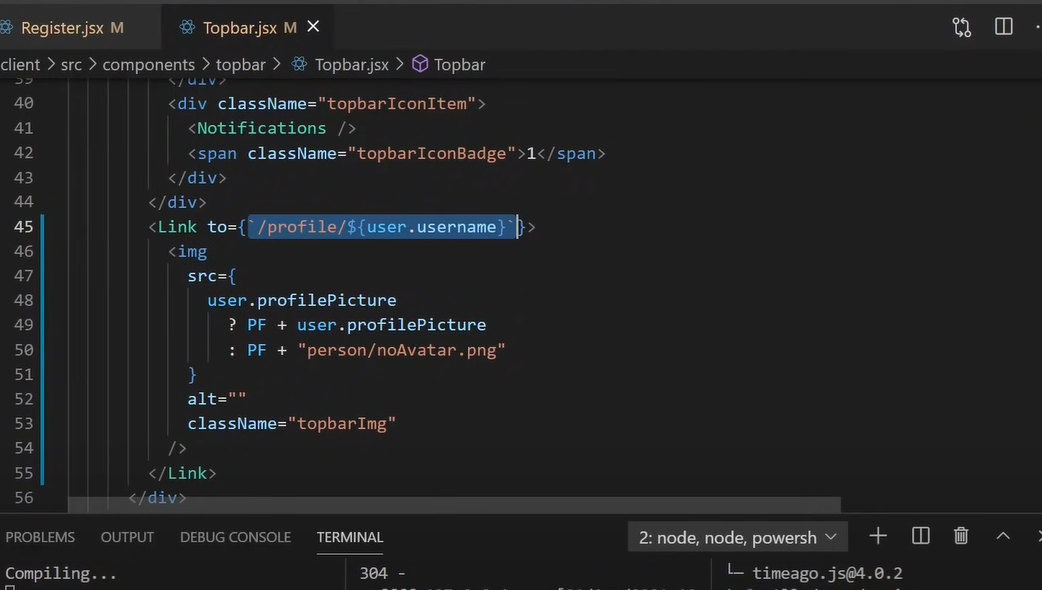 Register.jsx M Topbar.jsx M
client > src > components > topbar > Topbar.jsx > Topbar
39 </div>
40 <div className="topbarIconItem">
41 <Notifications />
42 <span className="topbarIconBadge">1</span>
43 </div>
44 </div>
45 <Link to={`/profile/${user.username}`}>
46 <img
47 src={
48 user.profilePicture
49 ? PF + user.profilePicture
50 : PF + "person/noAvatar.png"
51 }
52 alt=""
53 className="topbarImg"
54 />
55 </Link>
56 </div>
PROBLEMS OUTPUT DEBUG CONSOLE TERMINAL 2: node, node, powersh
Compiling... 304 - └─ timeago.js@4.0.2